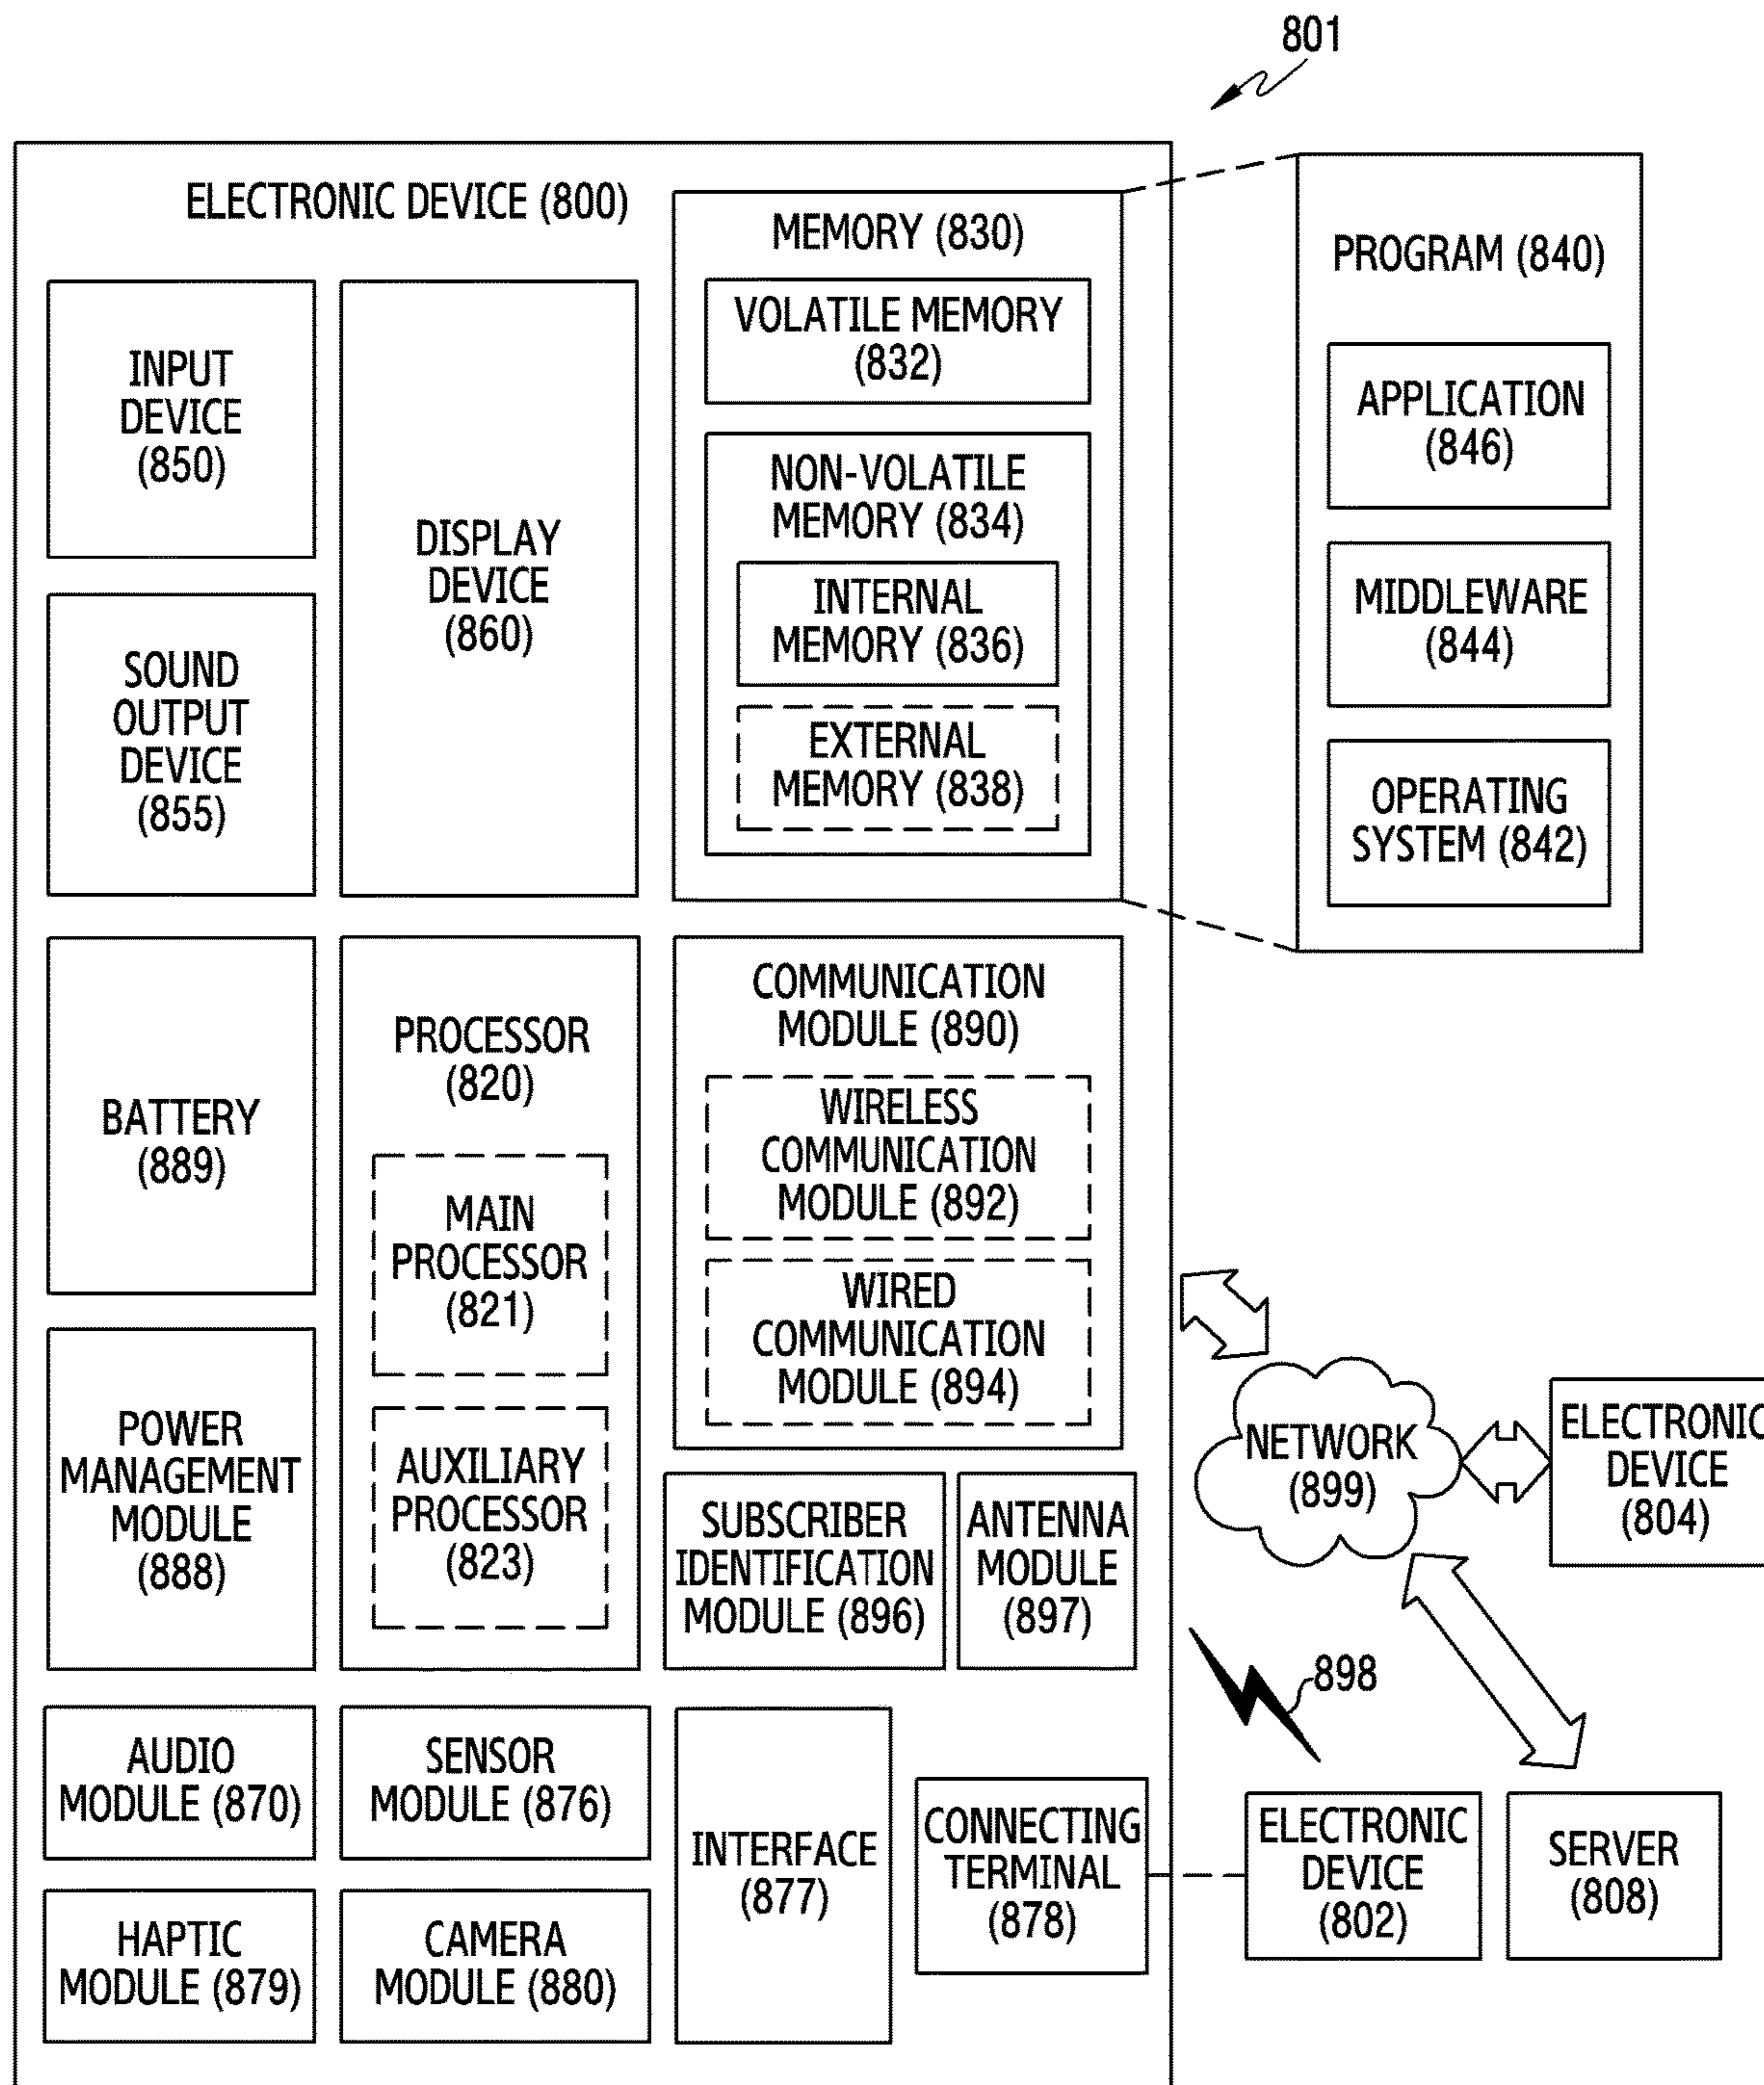 801
ELECTRONIC DEVICE (800)
INPUT
DEVICE
(850)
SOUND
OUTPUT
DEVICE
(855)
DISPLAY
DEVICE
(860)
MEMORY (830)
VOLATILE MEMORY
(832)
NON-VOLATILE
MEMORY (834)
INTERNAL
MEMORY (836)
EXTERNAL
MEMORY (838)
PROGRAM (840)
APPLICATION
(846)
MIDDLEWARE
(844)
OPERATING
SYSTEM (842)
BATTERY
(889)
POWER
MANAGEMENT
MODULE
(888)
PROCESSOR
(820)
MAIN
PROCESSOR
(821)
AUXILIARY
PROCESSOR
(823)
COMMUNICATION
MODULE (890)
WIRELESS
COMMUNICATION
MODULE (892)
WIRED
COMMUNICATION
MODULE (894)
SUBSCRIBER
IDENTIFICATION
MODULE (896)
ANTENNA
MODULE
(897)
NETWORK
(899)
ELECTRONIC
DEVICE
(804)
898
AUDIO
MODULE (870)
SENSOR
MODULE (876)
HAPTIC
MODULE (879)
CAMERA
MODULE (880)
INTERFACE
(877)
CONNECTING
TERMINAL
(878)
ELECTRONIC
DEVICE
(802)
SERVER
(808)